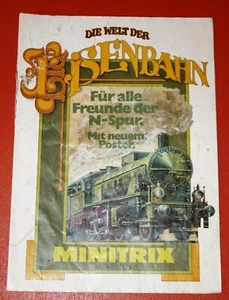 DIE WELT DER
EISENBAHN
Für alle
Freunde der
N-Spur.
Mit neuem
Poster.
MINITRIX